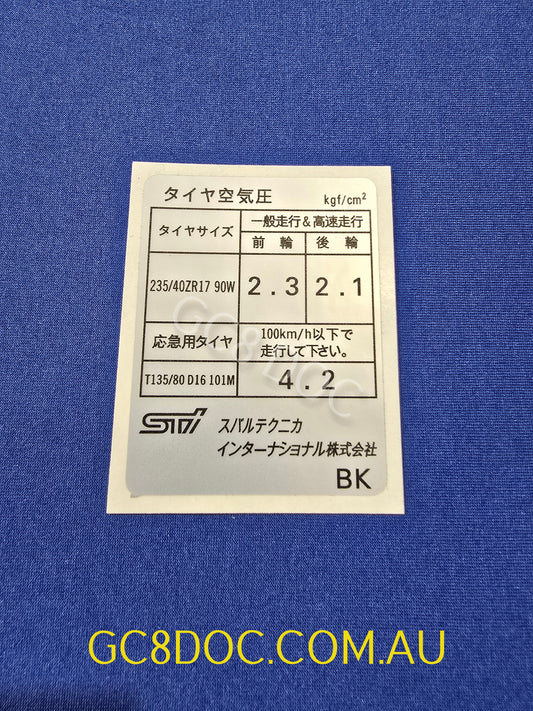 タイヤ空気圧 kgf/cm²
タイヤサイズ 一般走行&高速走行
前輪 後輪
235/40ZR17 90W 2.3 2.1
応急用タイヤ 100km/h以下で
走行して下さい。
T135/80 D16 101M 4.2
GC8DOC
STi スバルテクニカ
インターナショナル株式会社
BK
GC8DOC.COM.AU